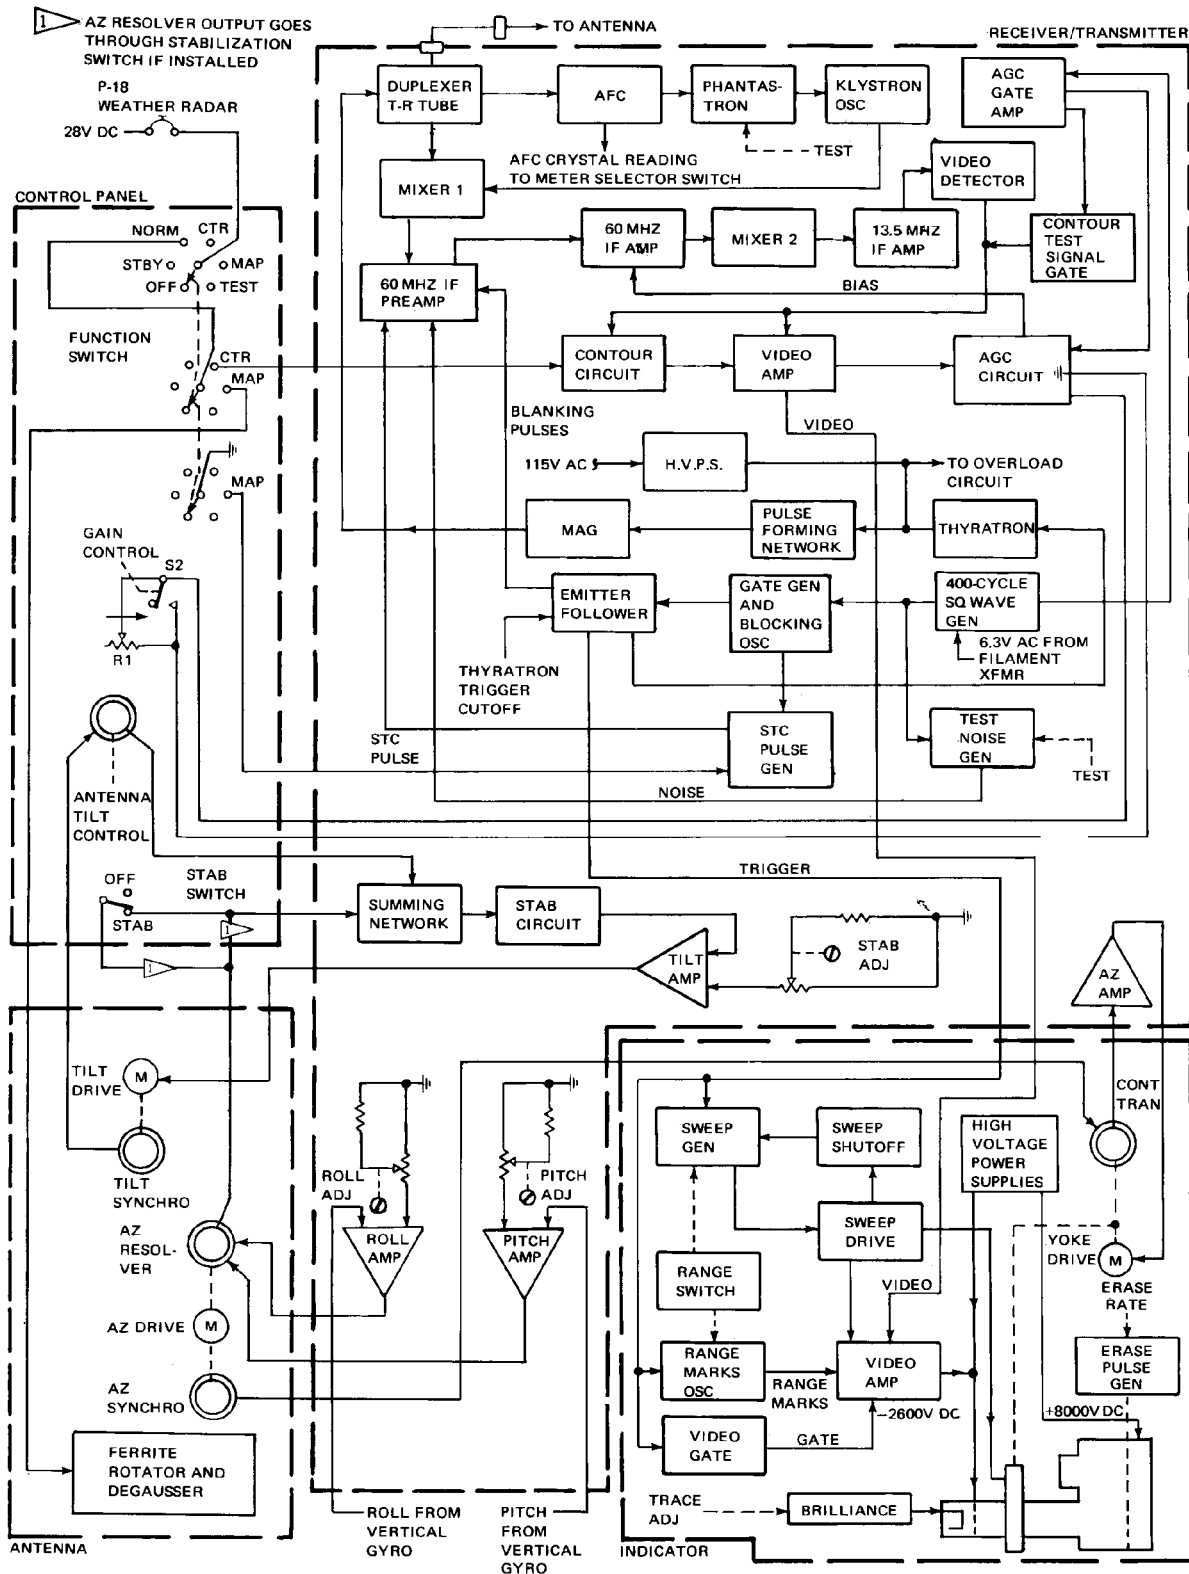 1 AZ RESOLVER OUTPUT GOES
THROUGH STABILIZATION
SWITCH IF INSTALLED
TO ANTENNA
RECEIVER/TRANSMITTER
P-18
WEATHER RADAR
28V DC
DUPLEXER
T-R TUBE
AFC
PHANTAS-
TRON
KLYSTRON
OSC
AGC
GATE
AMP
AFC CRYSTAL READING
TO METER SELECTOR SWITCH
TEST
VIDEO
DETECTOR
MIXER 1
CONTROL PANEL
NORM
CTR
STBY
MAP
OFF
TEST
60 MHZ
IF AMP
MIXER 2
13.5 MHZ
IF AMP
CONTOUR
TEST
SIGNAL
GATE
60 MHZ IF
PREAMP
BIAS
FUNCTION
SWITCH
CTR
MAP
CONTOUR
CIRCUIT
VIDEO
AMP
AGC
CIRCUIT
BLANKING
PULSES
VIDEO
MAP
115V AC
H.V.P.S.
TO OVERLOAD
CIRCUIT
MAG
PULSE
FORMING
NETWORK
THYRATRON
GAIN
CONTROL
S2
R1
EMITTER
FOLLOWER
GATE GEN
AND
BLOCKING
OSC
400-CYCLE
SQ WAVE
GEN
6.3V AC FROM
FILAMENT
XFMR
THYRATRON
TRIGGER
CUTOFF
STC
PULSE
STC
PULSE
GEN
TEST
NOISE
GEN
TEST
NOISE
ANTENNA
TILT
CONTROL
TRIGGER
OFF
STAB
SWITCH
STAB
1
1
SUMMING
NETWORK
STAB
CIRCUIT
TILT
AMP
STAB
ADJ
AZ
AMP
TILT
DRIVE
M
TILT
SYNCHRO
AZ
RESOL-
VER
AZ DRIVE
M
AZ
SYNCHRO
FERRITE
ROTATOR AND
DEGAUSSER
ANTENNA
ROLL
ADJ
PITCH
ADJ
ROLL
AMP
PITCH
AMP
ROLL FROM
VERTICAL
GYRO
PITCH
FROM
VERTICAL
GYRO
SWEEP
GEN
SWEEP
SHUTOFF
HIGH
VOLTAGE
POWER
SUPPLIES
CONT
TRAN
SWEEP
DRIVE
YOKE
DRIVE
M
RANGE
SWITCH
VIDEO
ERASE
RATE
RANGE
MARKS
OSC
RANGE
MARKS
VIDEO
AMP
ERASE
PULSE
GEN
-2600V DC
+8000V DC
VIDEO
GATE
GATE
TRACE
ADJ
BRILLIANCE
INDICATOR